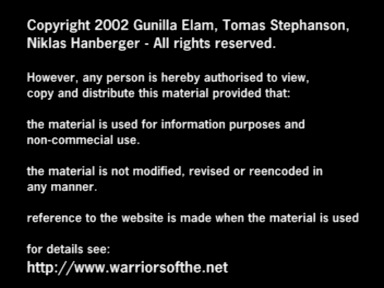 Copyright 2002 Gunilla Elam, Tomas Stephanson,
Niklas Hanberger - All rights reserved.
However, any person is hereby authorised to view,
copy and distribute this material provided that:
the material is used for information purposes and
non-commecial use.
the material is not modified, revised or reencoded in
any manner.
reference to the website is made when the material is used
for details see:
http://www.warriorsofthe.net